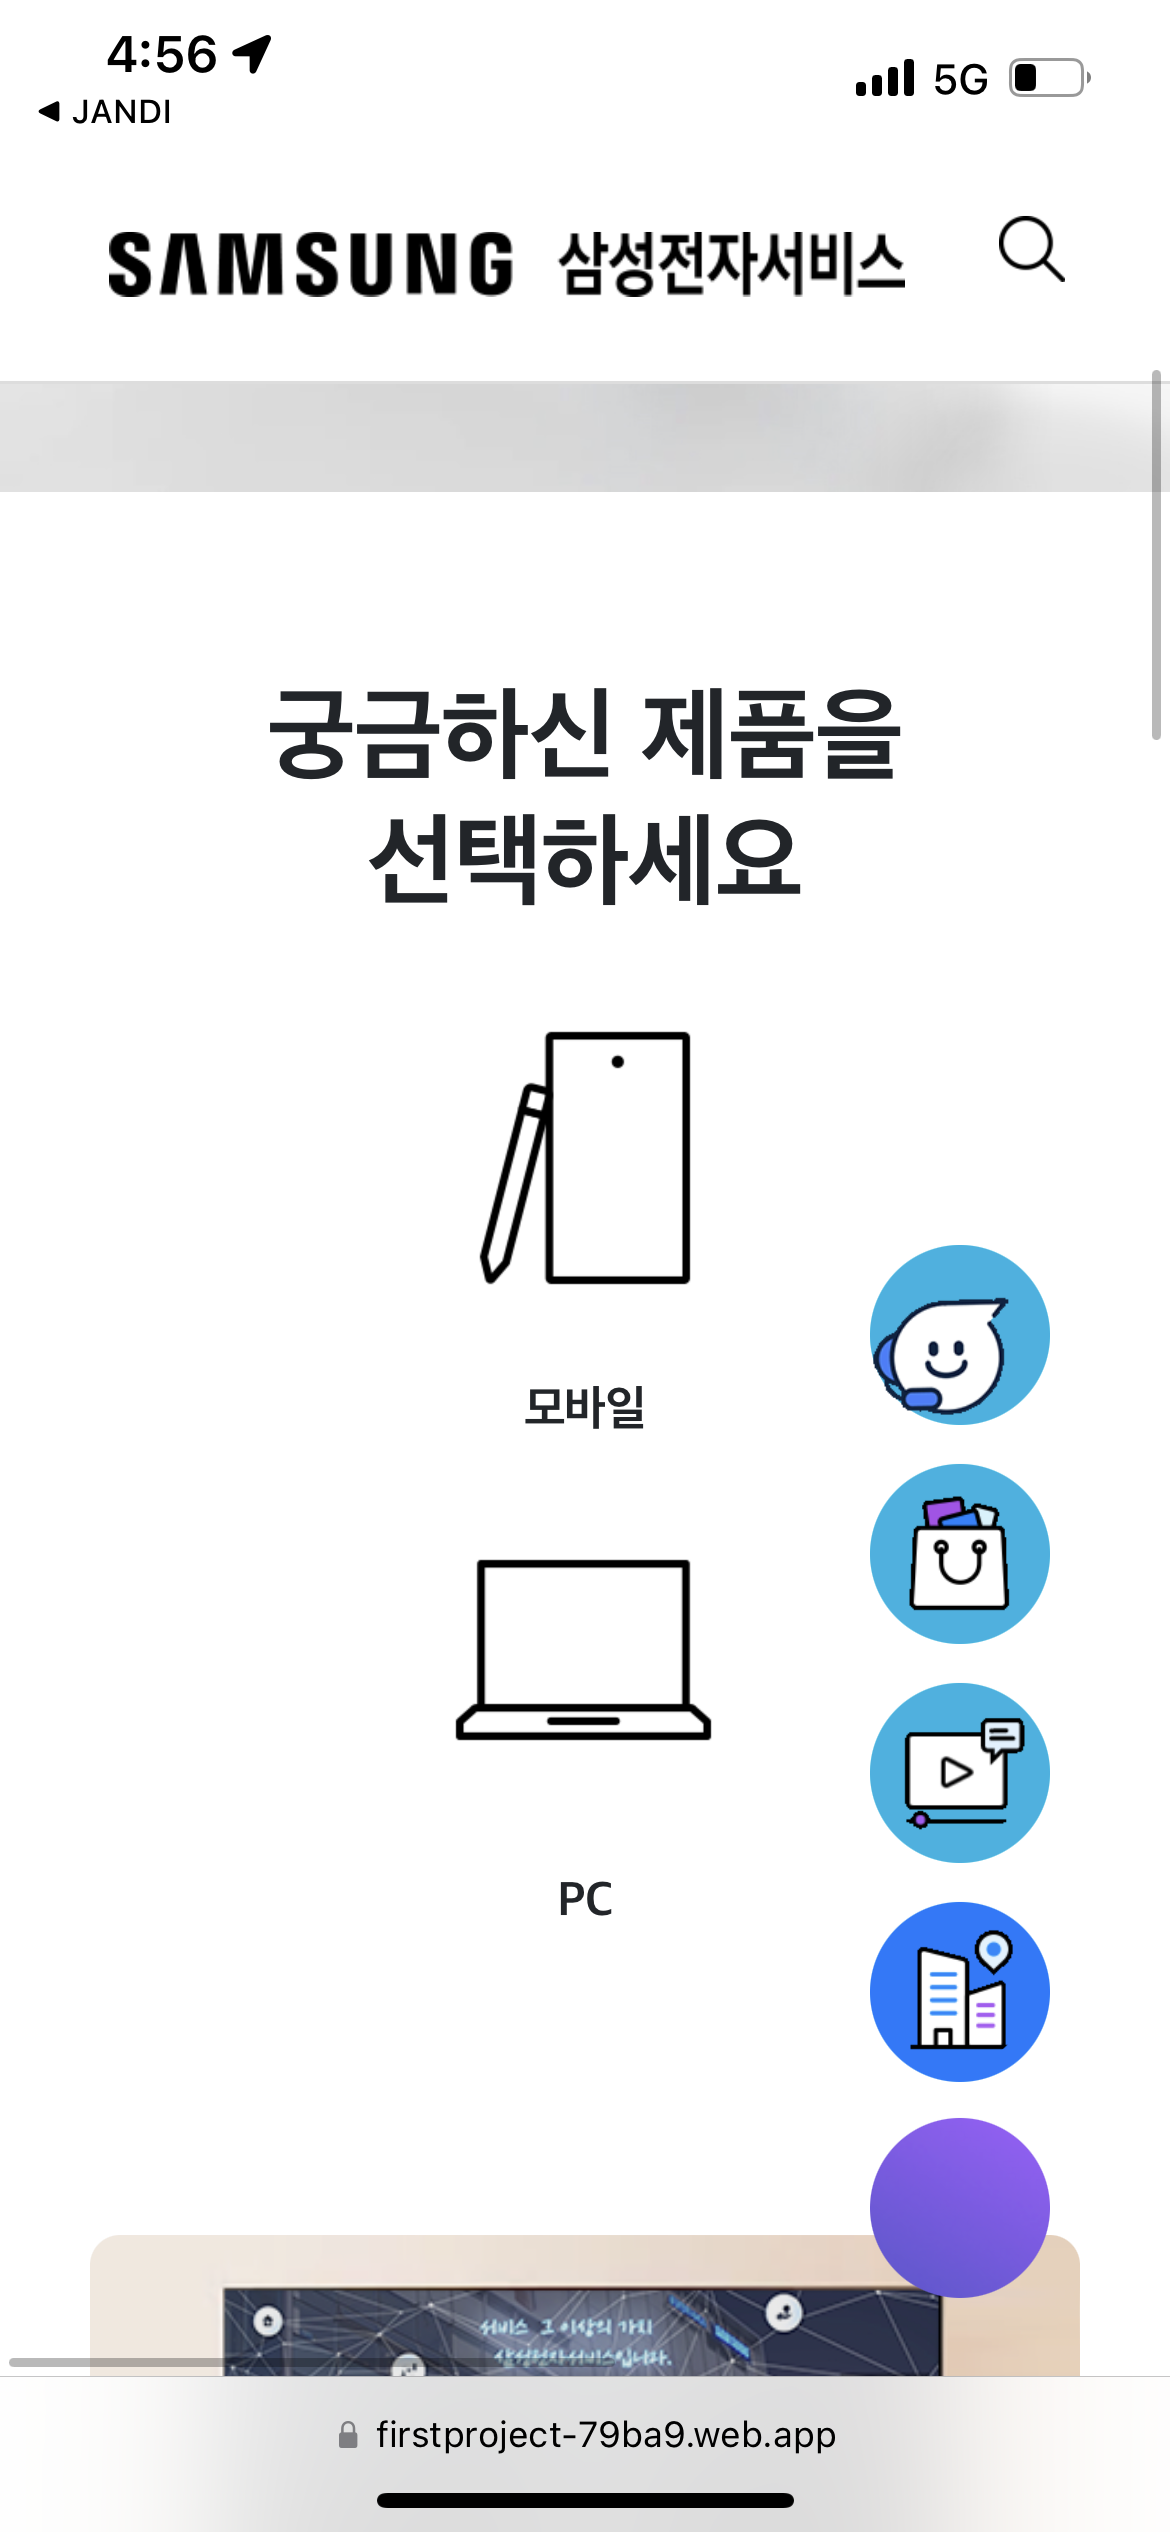 4:56
5G
◀ JANDI
SAMSUNG 삼성전자서비스
궁금하신 제품을
선택하세요
모바일
PC
서비스 그 이상의 가치
삼성전자서비스입니다.
firstproject-79ba9.web.app